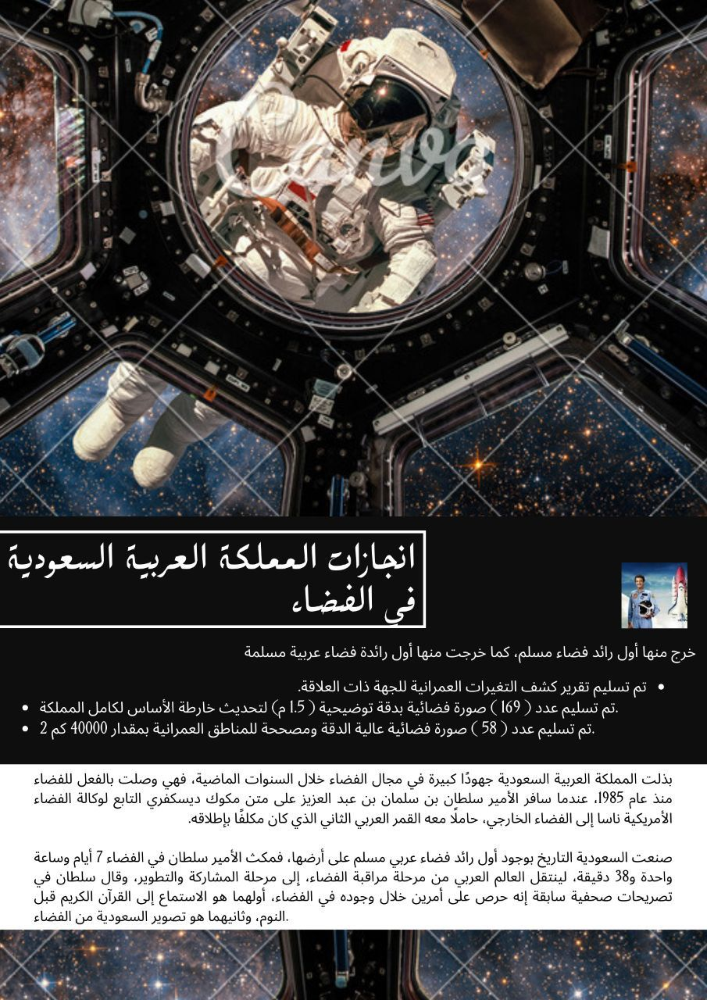 Canva
انجازات المملكة العربية السعودية
في الفضاء
خرج منها أول رائد فضاء مسلم، كما خرجت منها أول رائدة فضاء عربية مسلمة
• تم تسليم تقرير كشف التغيرات العمرانية للجهة ذات العلاقة.
• تم تسليم عدد ( 169 ) صورة فضائية بدقة توضيحية ( 1.5 م) لتحديث خارطة الأساس لكامل المملكة.
• تم تسليم عدد ( 58 ) صورة فضائية عالية الدقة ومصححة للمناطق العمرانية بمقدار 40000 كم 2.
بذلت المملكة العربية السعودية جهودًا كبيرة في مجال الفضاء خلال السنوات الماضية، فهي وصلت بالفعل للفضاء
منذ عام 1985، عندما سافر الأمير سلطان بن سلمان بن عبد العزيز على متن مكوك ديسكفري التابع لوكالة الفضاء
الأمريكية ناسا إلى الفضاء الخارجي، حاملًا معه القمر العربي الثاني الذي كان مكلفًا بإطلاقه.
صنعت السعودية التاريخ بوجود أول رائد فضاء عربي مسلم على أرضها، فمكث الأمير سلطان في الفضاء 7 أيام وساعة
واحدة و38 دقيقة، لينتقل العالم العربي من مرحلة مراقبة الفضاء، إلى مرحلة المشاركة والتطوير، وقال سلطان في
تصريحات صحفية سابقة إنه حرص على أمرين خلال وجوده في الفضاء، أولهما هو الاستماع إلى القرآن الكريم قبل
النوم، وثانيهما هو تصوير السعودية من الفضاء.